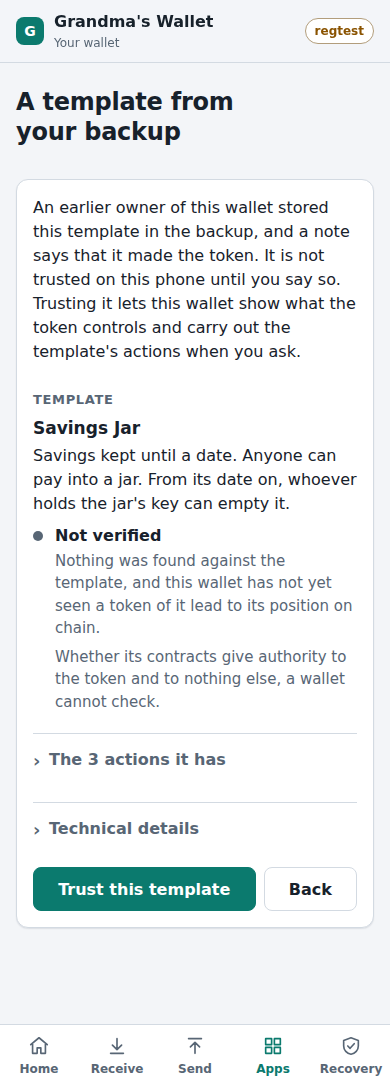 G
Grandma's Wallet
Your wallet
regtest
A template from
your backup
An earlier owner of this wallet stored
this template in the backup, and a note
says that it made the token. It is not
trusted on this phone until you say so.
Trusting it lets this wallet show what the
token controls and carry out the
template's actions when you ask.
TEMPLATE
Savings Jar
Savings kept until a date. Anyone can
pay into a jar. From its date on, whoever
holds the jar's key can empty it.
Not verified
Nothing was found against the
template, and this wallet has not yet
seen a token of it lead to its position on
chain.
Whether its contracts give authority to
the token and to nothing else, a wallet
cannot check.
› The 3 actions it has
› Technical details
Trust this template
Back
Home
Receive
Send
Apps
Recovery